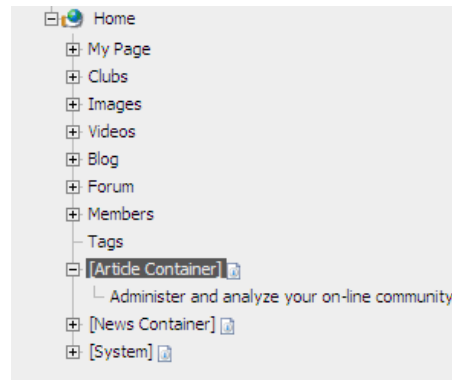 Home
My Page
Clubs
Images
Videos
Blog
Forum
Members
Tags
[Article Container]
Administer and analyze your on-line community
[News Container]
[System]